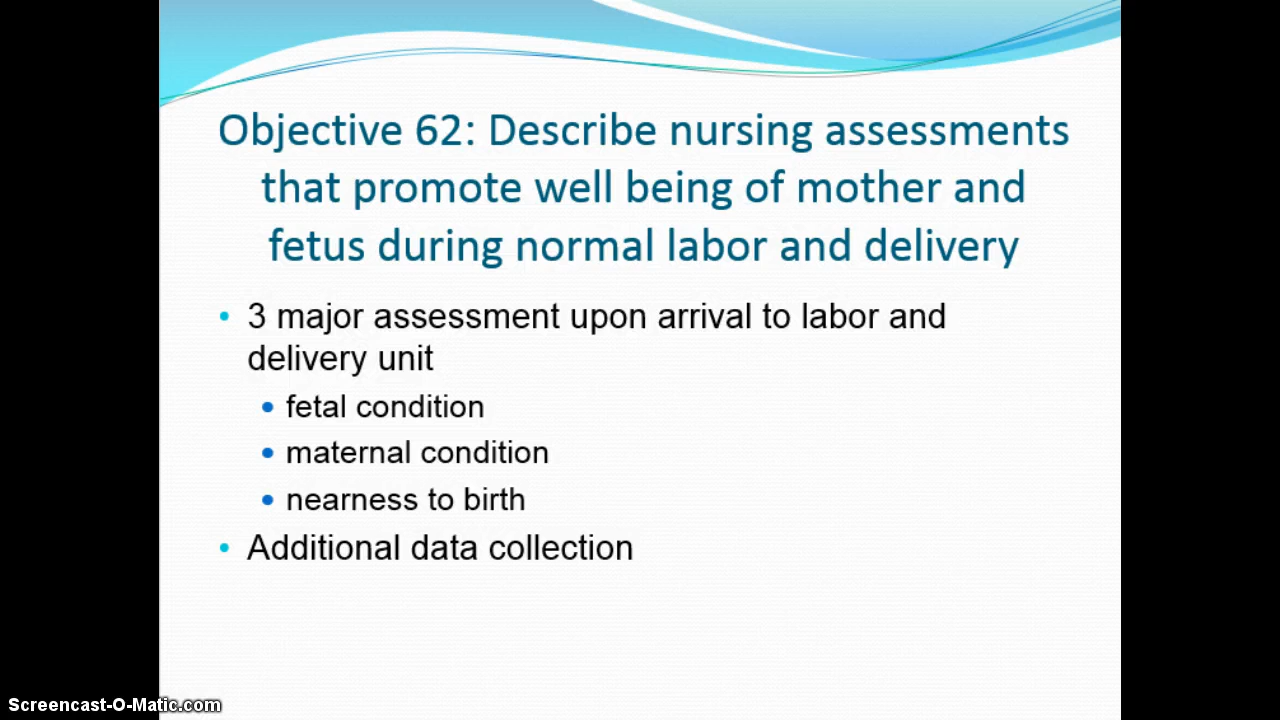 Objective 62: Describe nursing assessments
that promote well being of mother and
fetus during normal labor and delivery
• 3 major assessment upon arrival to labor and
delivery unit
• fetal condition
• maternal condition
• nearness to birth
• Additional data collection
Screencast-O-Matic.com